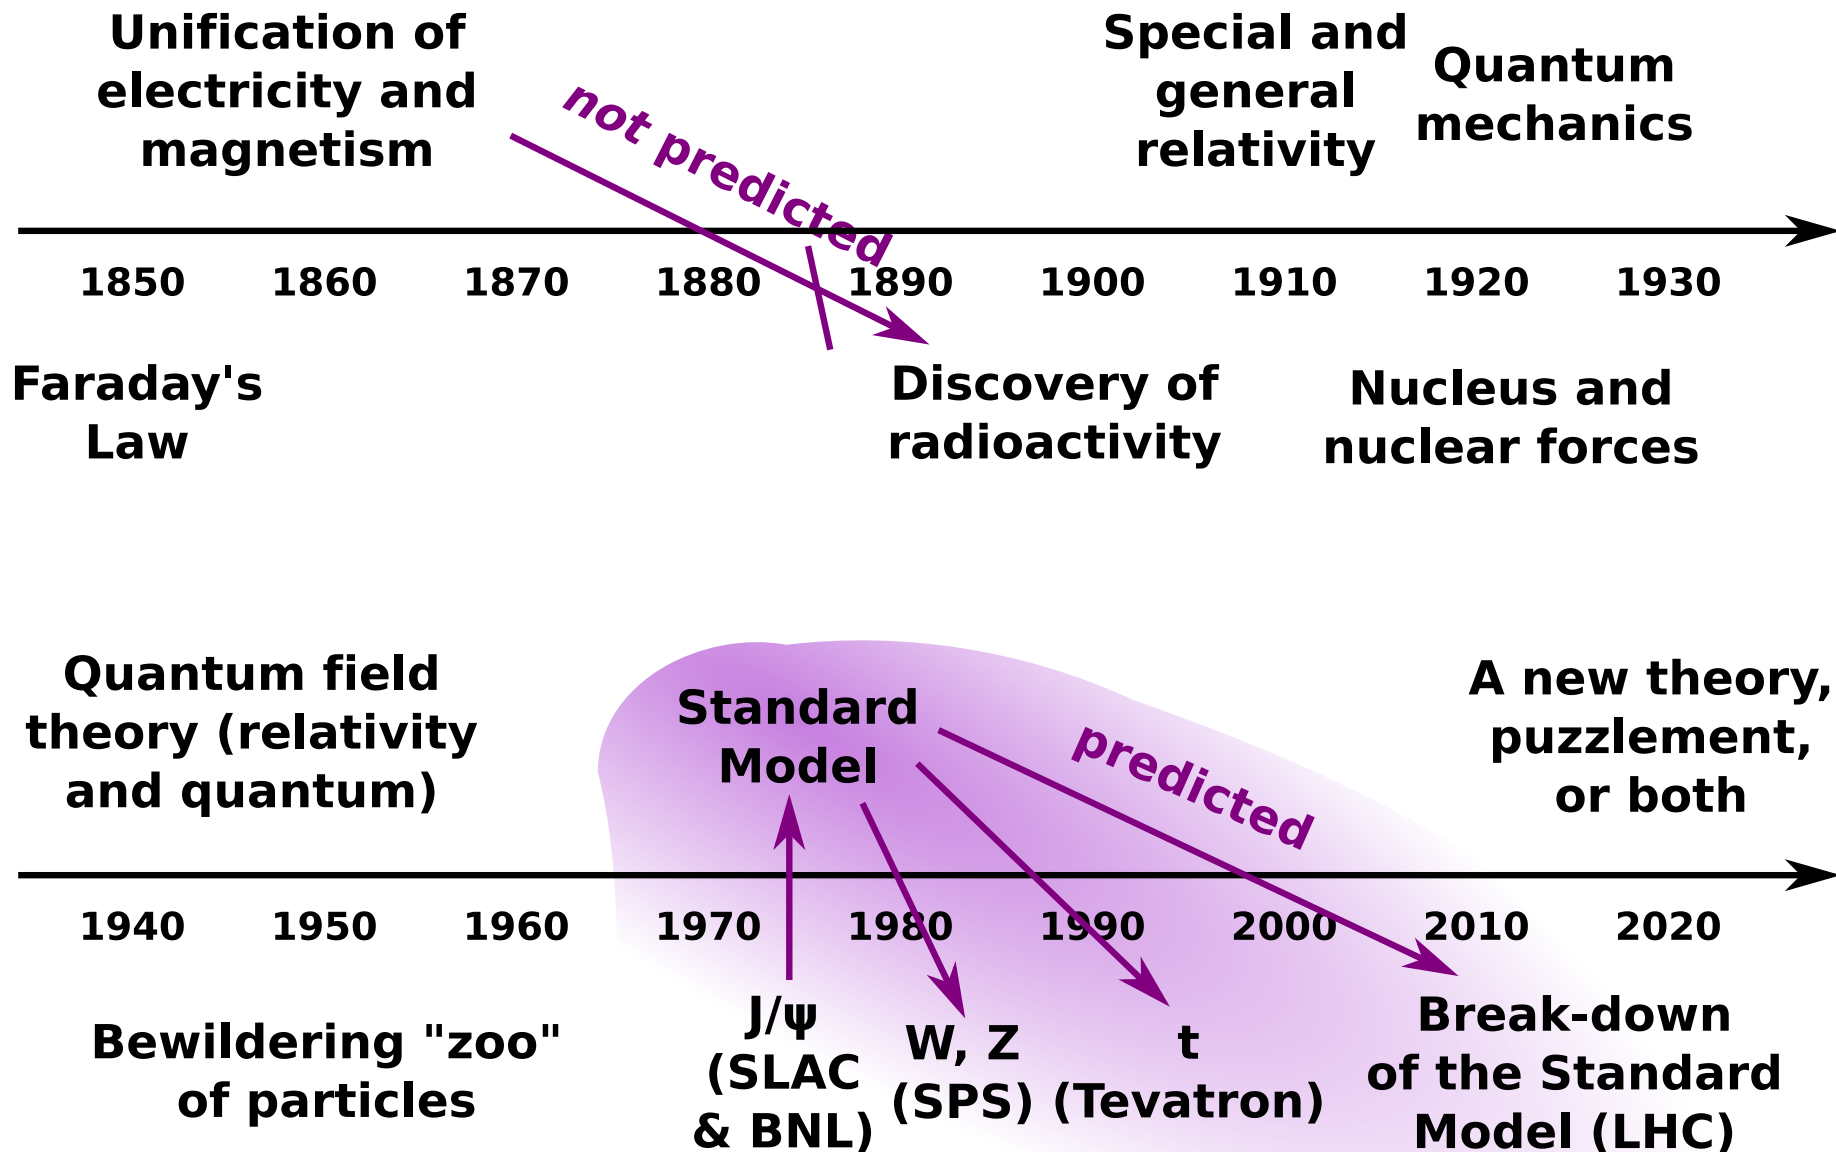 Unification of
electricity and
magnetism
not predicted
Special and
general
relativity
Quantum
mechanics
1850 1860 1870 1880 1890 1900 1910 1920 1930
Faraday's
Law
Discovery of
radioactivity
Nucleus and
nuclear forces
Quantum field
theory (relativity
and quantum)
Standard
Model
predicted
A new theory,
puzzlement,
or both
1940 1950 1960 1970 1980 1990 2000 2010 2020
Bewildering "zoo"
of particles
J/ψ
(SLAC
& BNL)
W, Z
(SPS)
t
(Tevatron)
Break-down
of the Standard
Model (LHC)